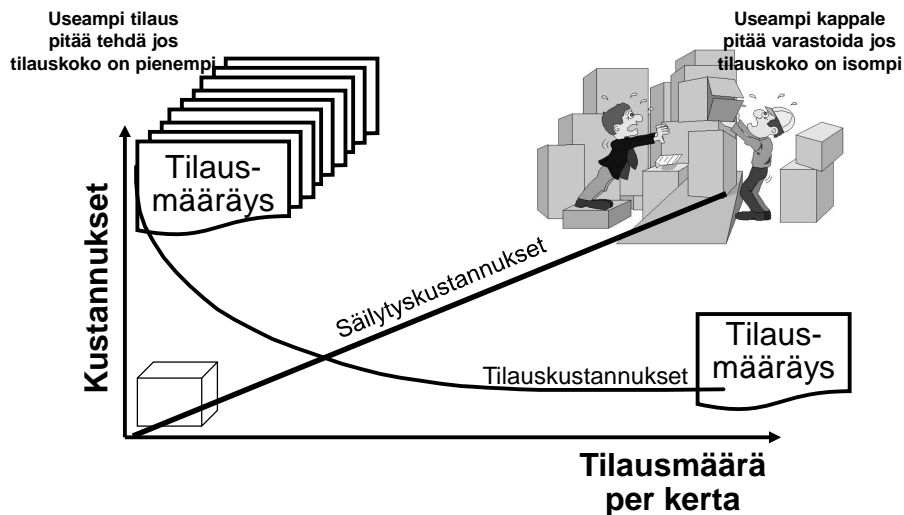 Useampi tilaus
pitää tehdä jos
tilauskoko on pienempi
Useampi kappale
pitää varastoida jos
tilauskoko on isompi
Tilaus-
määräys
Kustannukset
Säilytyskustannukset
Tilauskustannukset
Tilaus-
määräys
Tilausmäärä
per kerta